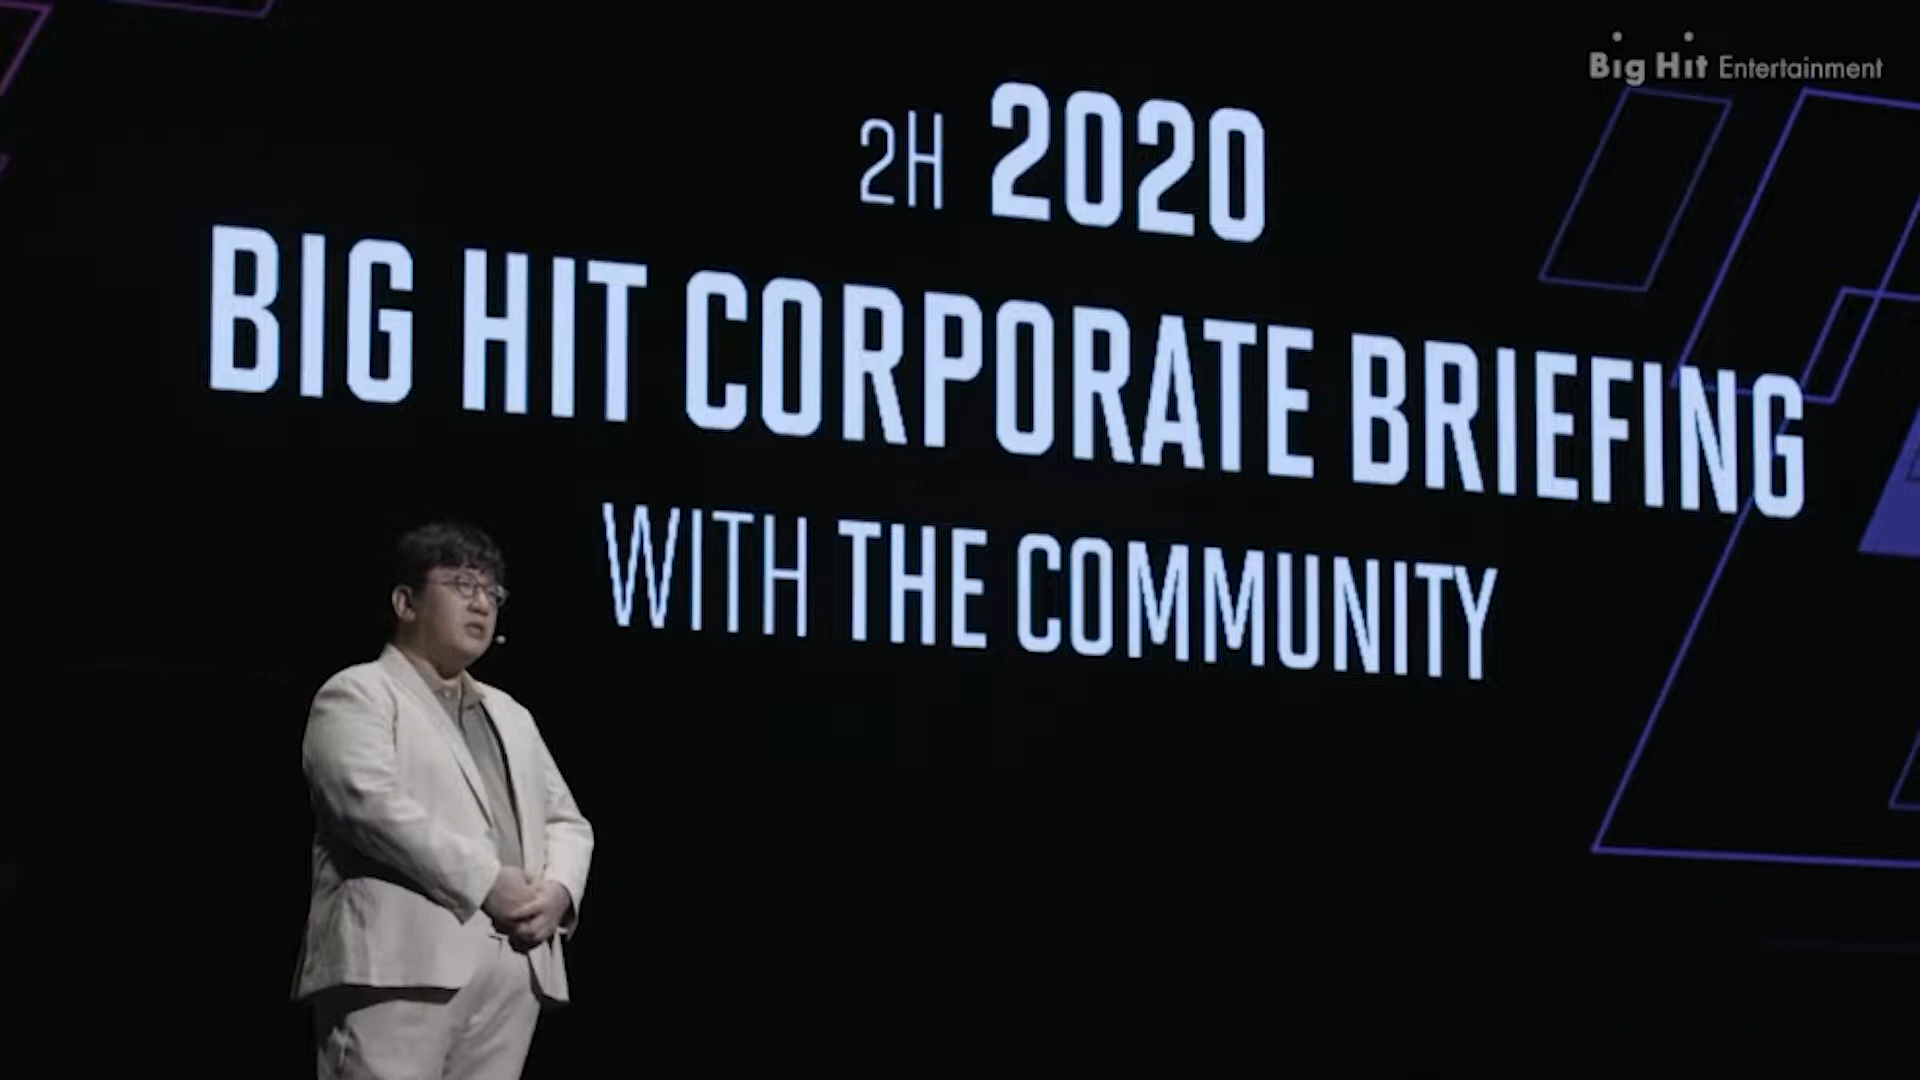 Big Hit Entertainment
2H 2020
BIG HIT CORPORATE BRIEFING
WITH THE COMMUNITY